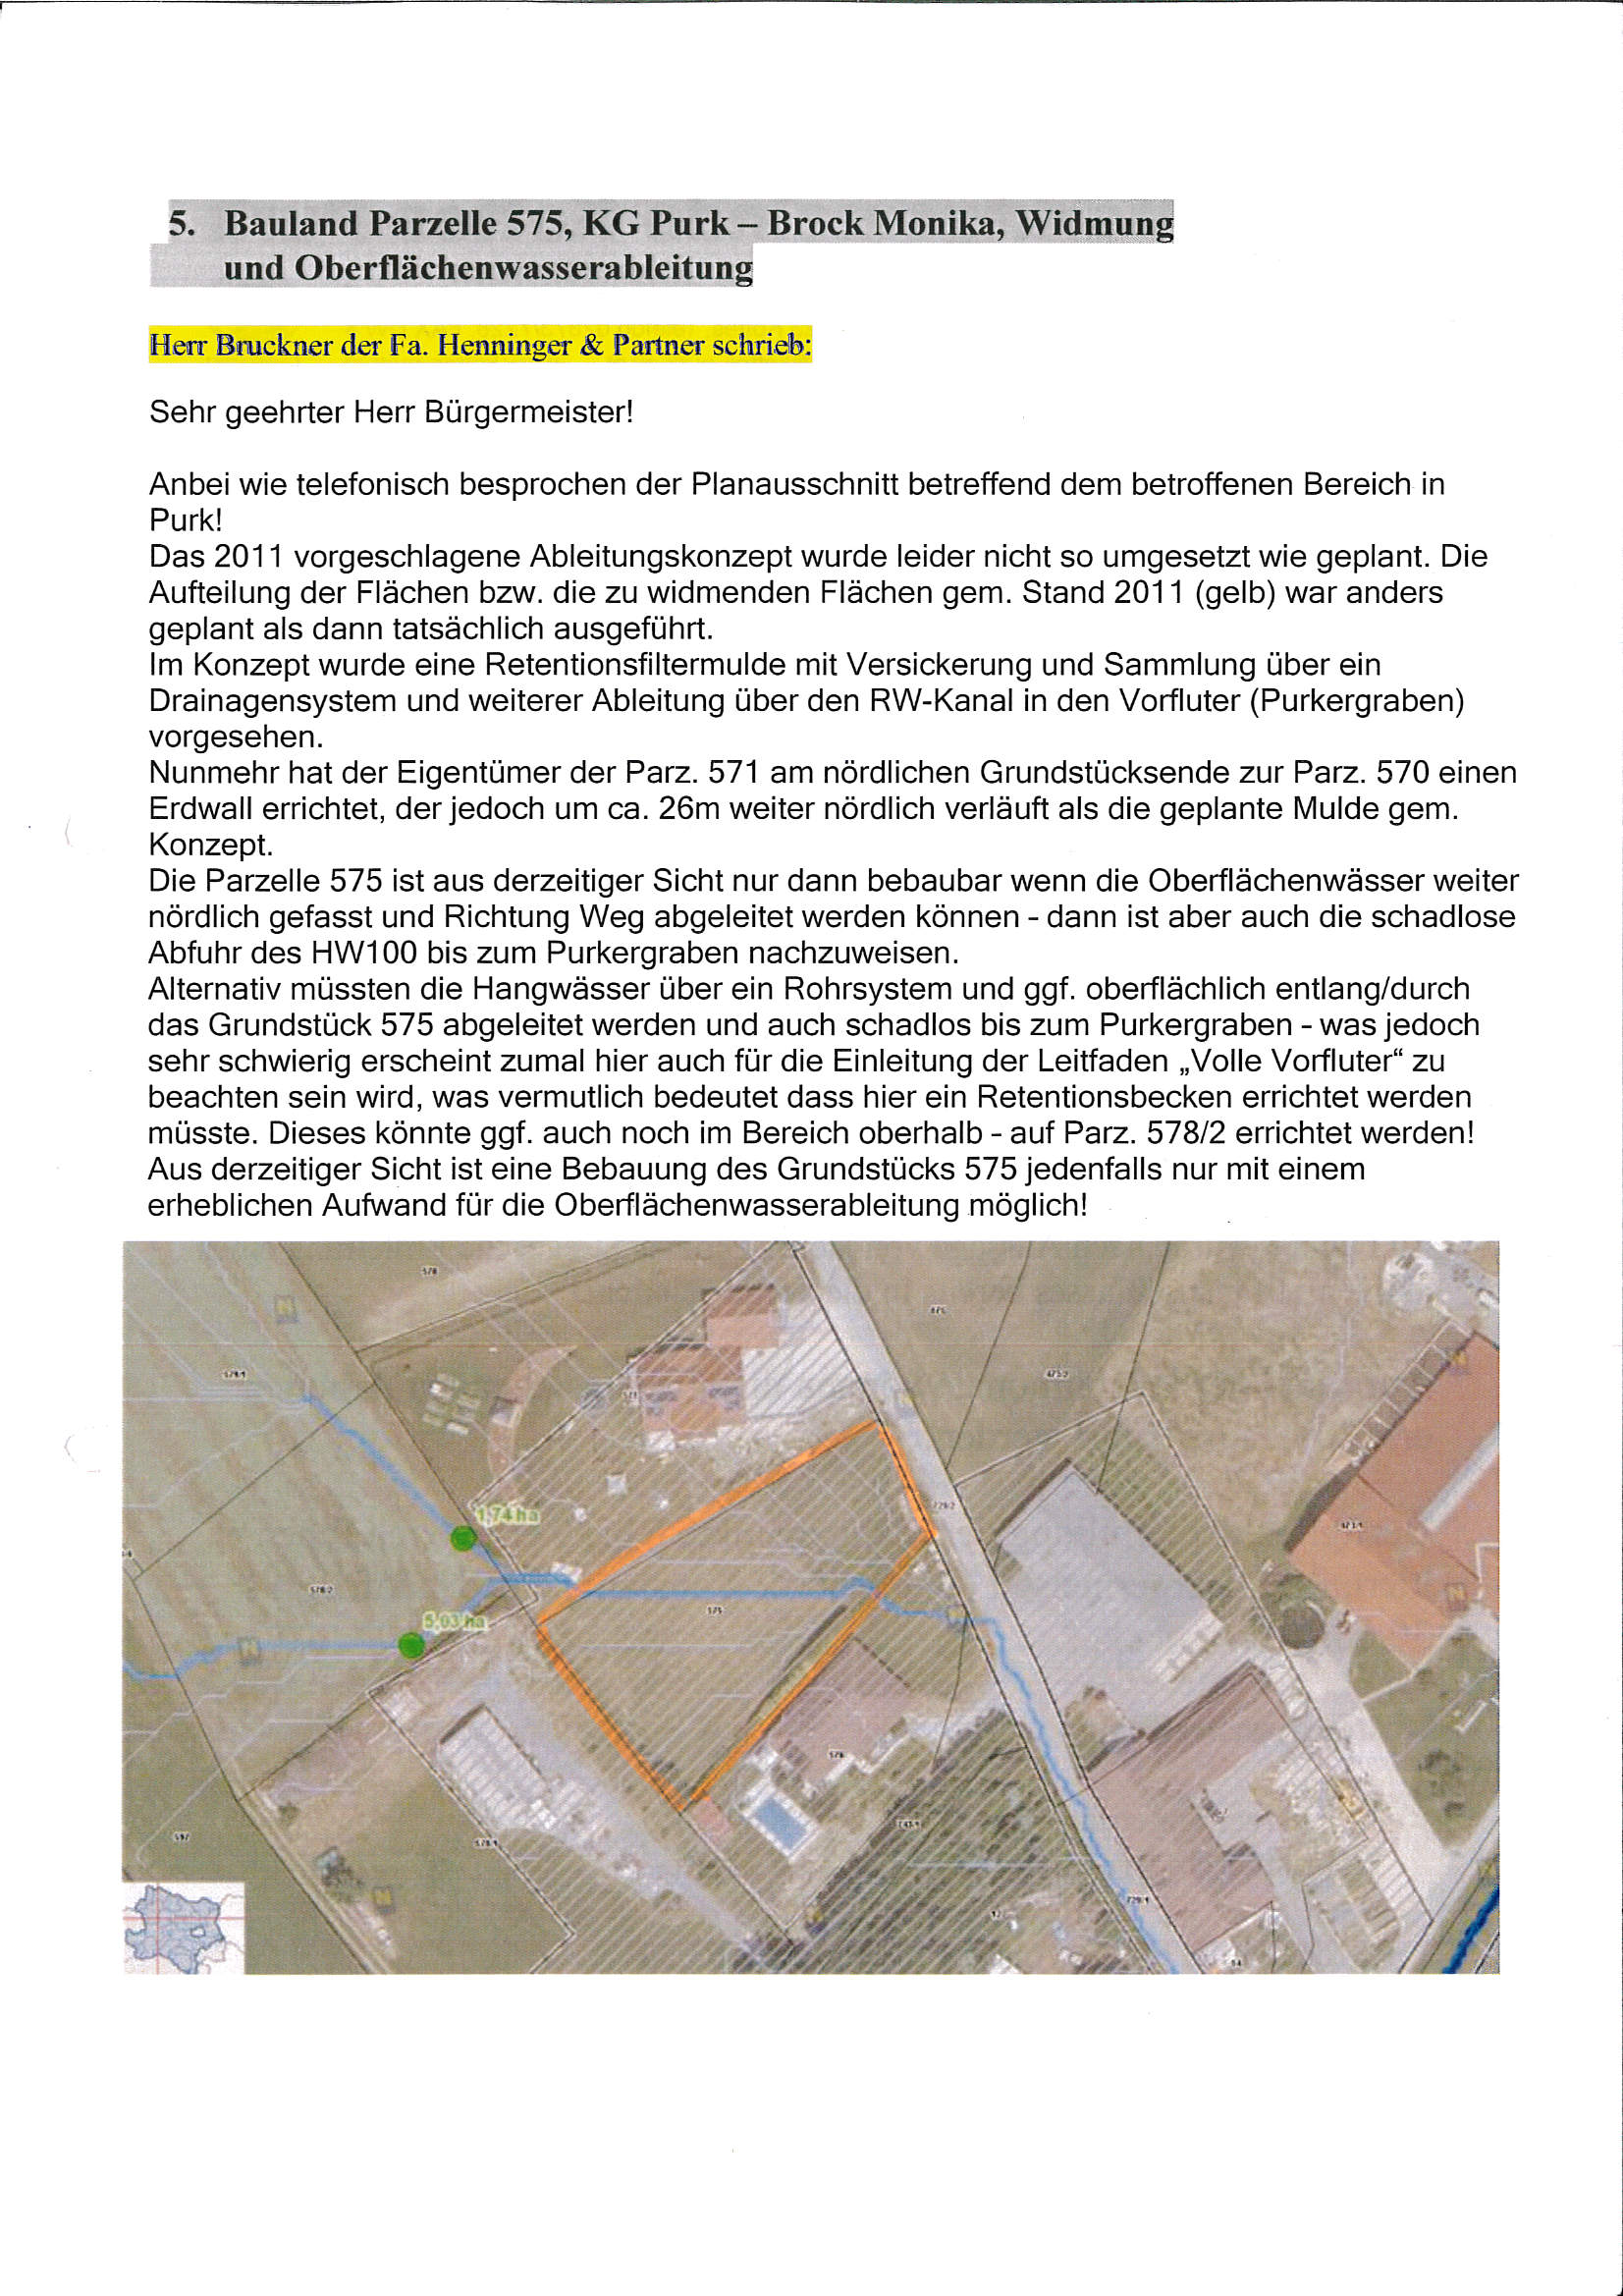 5. Bauland Parzelle 575, KG Purk – Brock Monika, Widmung
und Oberflächenwasserableitung
Herr Bruckner der Fa. Henninger & Partner schrieb:
Sehr geehrter Herr Bürgermeister!
Anbei wie telefonisch besprochen der Planausschnitt betreffend dem betroffenen Bereich in
Purk!
Das 2011 vorgeschlagene Ableitungskonzept wurde leider nicht so umgesetzt wie geplant. Die
Aufteilung der Flächen bzw. die zu widmenden Flächen gem. Stand 2011 (gelb) war anders
geplant als dann tatsächlich ausgeführt.
Im Konzept wurde eine Retentionsfiltermulde mit Versickerung und Sammlung über ein
Drainagensystem und weiterer Ableitung über den RW-Kanal in den Vorfluter (Purkergraben)
vorgesehen.
Nunmehr hat der Eigentümer der Parz. 571 am nördlichen Grundstücksende zur Parz. 570 einen
Erdwall errichtet, der jedoch um ca. 26m weiter nördlich verläuft als die geplante Mulde gem.
Konzept.
Die Parzelle 575 ist aus derzeitiger Sicht nur dann bebaubar wenn die Oberflächenwässer weiter
nördlich gefasst und Richtung Weg abgeleitet werden können - dann ist aber auch die schadlose
Abfuhr des HW100 bis zum Purkergraben nachzuweisen.
Alternativ müssten die Hangwässer über ein Rohrsystem und ggf. oberflächlich entlang/durch
das Grundstück 575 abgeleitet werden und auch schadlos bis zum Purkergraben - was jedoch
sehr schwierig erscheint zumal hier auch für die Einleitung der Leitfaden „Volle Vorfluter“ zu
beachten sein wird, was vermutlich bedeutet dass hier ein Retentionsbecken errichtet werden
müsste. Dieses könnte ggf. auch noch im Bereich oberhalb - auf Parz. 578/2 errichtet werden!
Aus derzeitiger Sicht ist eine Bebauung des Grundstücks 575 jedenfalls nur mit einem
erheblichen Aufwand für die Oberflächenwasserableitung möglich!
1,74 ha
578/2
5,03 ha
575
576
578/1
729/2
729/1